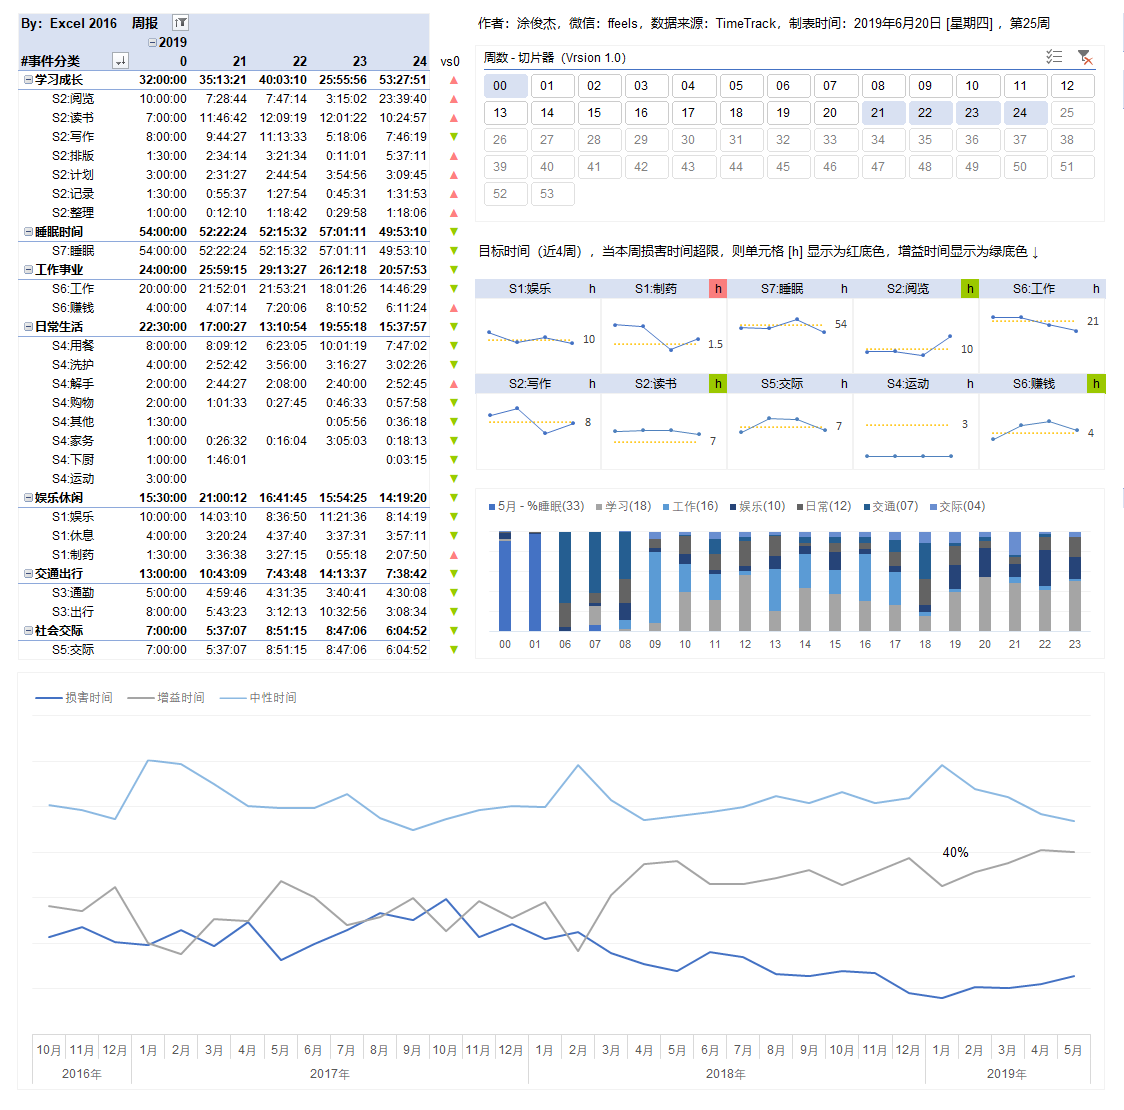 By: Excel 2016 周报
2019
#事件分类 0 21 22 23 24 vs0
学习成长 32:00:00 35:13:21 40:03:10 25:55:56 53:27:51 ▲
S2:阅览 10:00:00 7:28:44 7:47:14 3:15:02 23:39:40 ▲
S2:读书 7:00:00 11:46:42 12:09:19 12:01:22 10:24:57 ▲
S2:写作 8:00:00 9:44:27 11:13:33 5:18:06 7:46:19 ▼
S2:排版 1:30:00 2:34:14 3:21:34 0:11:01 5:37:11 ▲
S2:计划 3:00:00 2:31:27 2:44:54 3:54:56 3:09:45 ▲
S2:记录 1:30:00 0:55:37 1:27:54 0:45:31 1:31:53 ▲
S2:整理 1:00:00 0:12:10 1:18:42 0:29:58 1:18:06 ▲
睡眠时间 54:00:00 52:22:24 52:15:32 57:01:11 49:53:10 ▼
S7:睡眠 54:00:00 52:22:24 52:15:32 57:01:11 49:53:10 ▼
工作事业 24:00:00 25:59:15 29:13:27 26:12:18 20:57:53 ▼
S6:工作 20:00:00 21:52:01 21:53:21 18:01:26 14:46:29 ▼
S6:赚钱 4:00:00 4:07:14 7:20:06 8:10:52 6:11:24 ▲
日常生活 22:30:00 17:00:27 13:10:54 19:55:18 15:37:57 ▼
S4:用餐 8:00:00 8:09:12 6:23:05 10:01:19 7:47:02 ▼
S4:洗护 4:00:00 2:52:42 3:56:00 3:16:27 3:02:26 ▼
S4:解手 2:00:00 2:44:27 2:08:00 2:40:00 2:52:45 ▲
S4:购物 2:00:00 1:01:33 0:27:45 0:46:33 0:57:58 ▼
S4:其他 1:30:00 0:05:56 0:36:18 ▼
S4:家务 1:00:00 0:26:32 0:16:04 3:05:03 0:18:13 ▼
S4:下厨 1:00:00 1:46:01 0:03:15 ▼
S4:运动 3:00:00 ▼
娱乐休闲 15:30:00 21:00:12 16:41:45 15:54:25 14:19:20 ▼
S1:娱乐 10:00:00 14:03:10 8:36:50 11:21:36 8:14:19 ▼
S1:休息 4:00:00 3:20:24 4:37:40 3:37:31 3:57:11 ▼
S1:制药 1:30:00 3:36:38 3:27:15 0:55:18 2:07:50 ▲
交通出行 13:00:00 10:43:09 7:43:48 14:13:37 7:38:42 ▼
S3:通勤 5:00:00 4:59:46 4:31:35 3:40:41 4:30:08 ▼
S3:出行 8:00:00 5:43:23 3:12:13 10:32:56 3:08:34 ▼
社会交际 7:00:00 5:37:07 8:51:15 8:47:06 6:04:52 ▼
S5:交际 7:00:00 5:37:07 8:51:15 8:47:06 6:04:52 ▼
作者：涂俊杰，微信：ffeels，数据来源：TimeTrack，制表时间：2019年6月20日 [星期四] ，第25周
周数 - 切片器（Vrsion 1.0）
00 01 02 03 04 05 06 07 08 09 10 11 12
13 14 15 16 17 18 19 20 21 22 23 24 25
26 27 28 29 30 31 32 33 34 35 36 37 38
39 40 41 42 43 44 45 46 47 48 49 50 51
52 53
目标时间（近4周），当本周损害时间超限，则单元格 [h] 显示为红底色，增益时间显示为绿底色 ↓
S1:娱乐 h S1:制药 h S7:睡眠 h S2:阅览 h S6:工作 h
10 1.5 54 10 21
S2:写作 h S2:读书 h S5:交际 h S4:运动 h S6:赚钱 h
8 7 7 3 4
5月 - %睡眠(33) 学习(18) 工作(16) 娱乐(10) 日常(12) 交通(07) 交际(04)
00 01 06 07 08 09 10 11 12 13 14 15 16 17 18 19 20 21 22 23
损害时间 增益时间 中性时间
40%
10月 11月 12月 1月 2月 3月 4月 5月 6月 7月 8月 9月 10月 11月 12月 1月 2月 3月 4月 5月 6月 7月 8月 9月 10月 11月 12月 1月 2月 3月 4月 5月
2016年 2017年 2018年 2019年